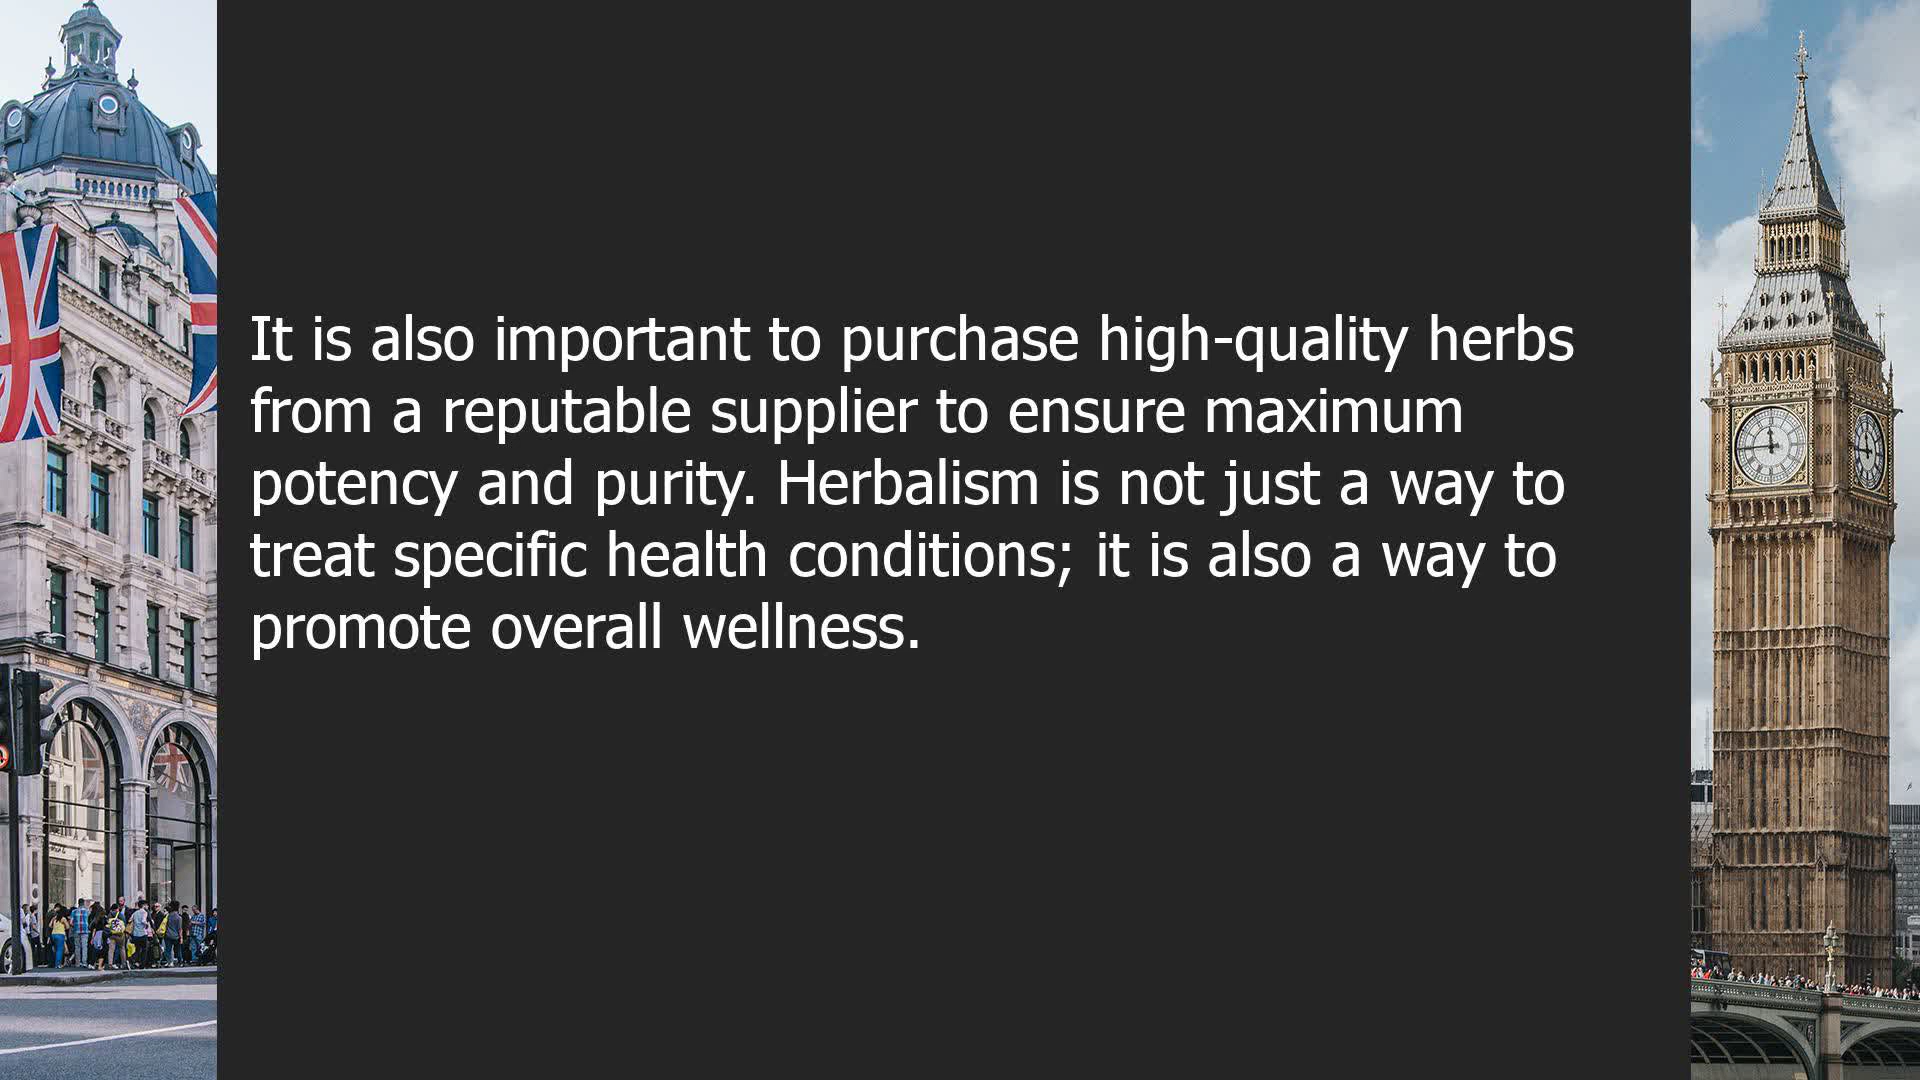 It is also important to purchase high-quality herbs
from a reputable supplier to ensure maximum
potency and purity. Herbalism is not just a way to
treat specific health conditions; it is also a way to
promote overall wellness.